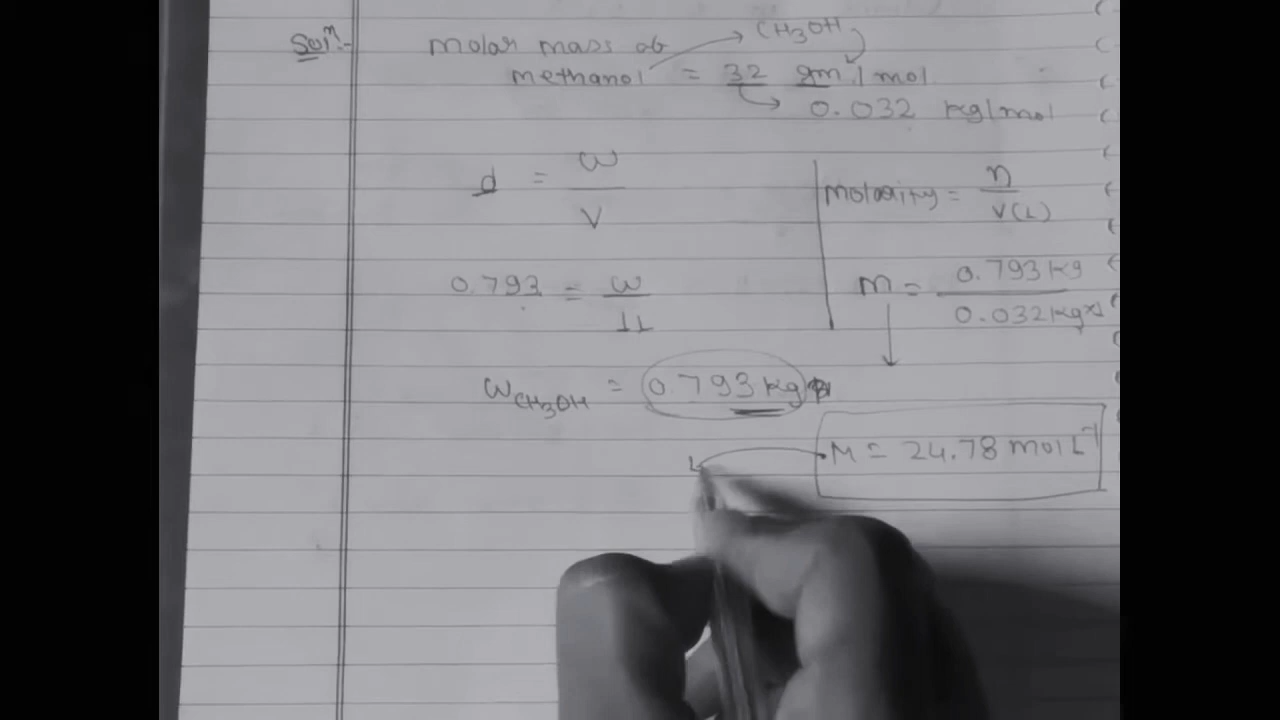 Solⁿ:-
molar mass of CH3OH
methanol = 32 gm / mol
0.032 kg/mol
d = w / V
0.793 = w / 1L
wCH3OH = 0.793 kg
molarity = n / V(L)
M = 0.793 kg / 0.032 kg × 1
M = 24.78 mol L⁻¹